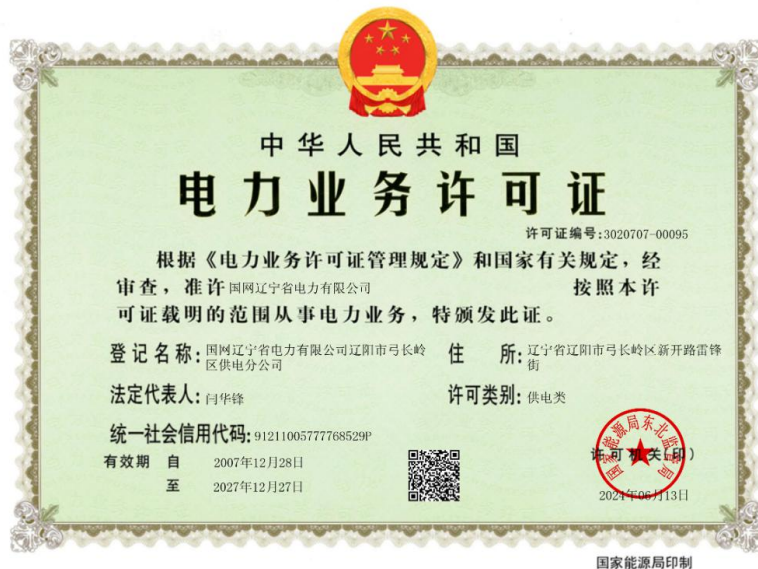 中华人民共和国
电力业务许可证
许可证编号:3020707-00095
根据《电力业务许可证管理规定》和国家有关规定，经
审查，准许国网辽宁省电力有限公司 按照本许
可证载明的范围从事电力业务，特颁发此证。
登记名称:国网辽宁省电力有限公司辽阳市弓长岭
区供电分公司
住 所:辽宁省辽阳市弓长岭区新开路雷锋
街
法定代表人:闫华锋
许可类别:供电类
统一社会信用代码:91211005777768529P
有效期 自 2007年12月28日
至 2027年12月27日
国家能源局东北监管局
许可机关(印)
2024年06月13日
国家能源局印制